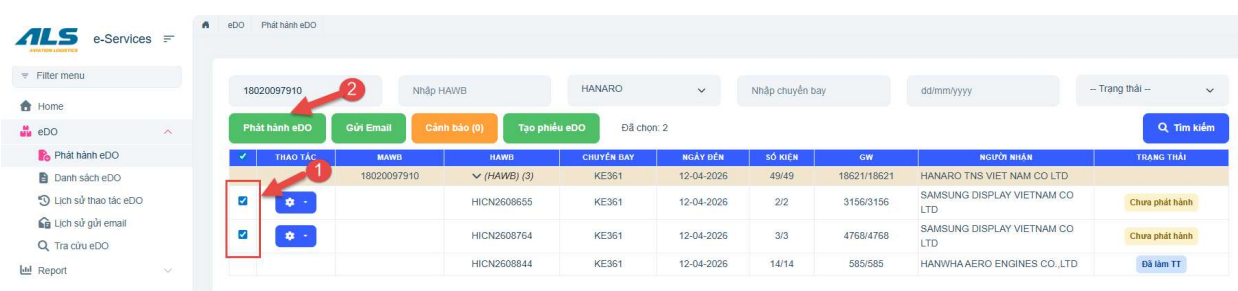 ALS
AVIATION LOGISTICS
e-Services
eDO Phát hành eDO
Filter menu
Home
eDO
Phát hành eDO
Danh sách eDO
Lịch sử thao tác eDO
Lịch sử gửi email
Tra cứu eDO
Report
18020097910 Nhập HAWB HANARO Nhập chuyến bay dd/mm/yyyy -- Trạng thái --
2
Phát hành eDO Gửi Email Cảnh báo (0) Tạo phiếu eDO Đã chọn: 2 Tìm kiếm
THAO TÁC MAWB HAWB CHUYẾN BAY NGÀY ĐẾN SỐ KIỆN GW NGƯỜI NHẬN TRẠNG THÁI
1
18020097910 (HAWB) (3) KE361 12-04-2026 49/49 18621/18621 HANARO TNS VIET NAM CO LTD
HICN2608655 KE361 12-04-2026 2/2 3156/3156 SAMSUNG DISPLAY VIETNAM CO LTD Chưa phát hành
HICN2608764 KE361 12-04-2026 3/3 4768/4768 SAMSUNG DISPLAY VIETNAM CO LTD Chưa phát hành
HICN2608844 KE361 12-04-2026 14/14 585/585 HANWHA AERO ENGINES CO.,LTD Đã làm TT